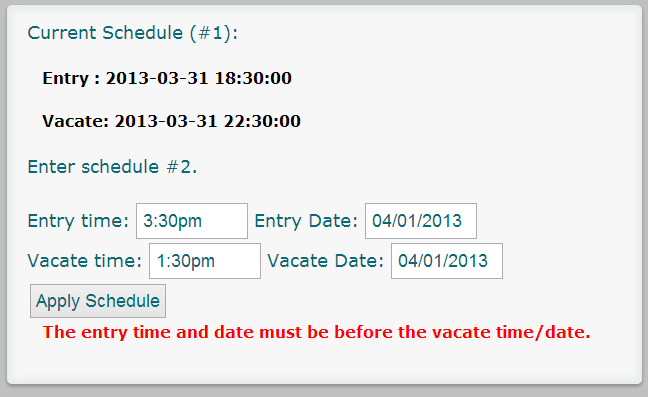 Current Schedule (#1):
Entry : 2013-03-31 18:30:00
Vacate: 2013-03-31 22:30:00
Enter schedule #2.
Entry time: 3:30pm Entry Date: 04/01/2013
Vacate time: 1:30pm Vacate Date: 04/01/2013
Apply Schedule
The entry time and date must be before the vacate time/date.